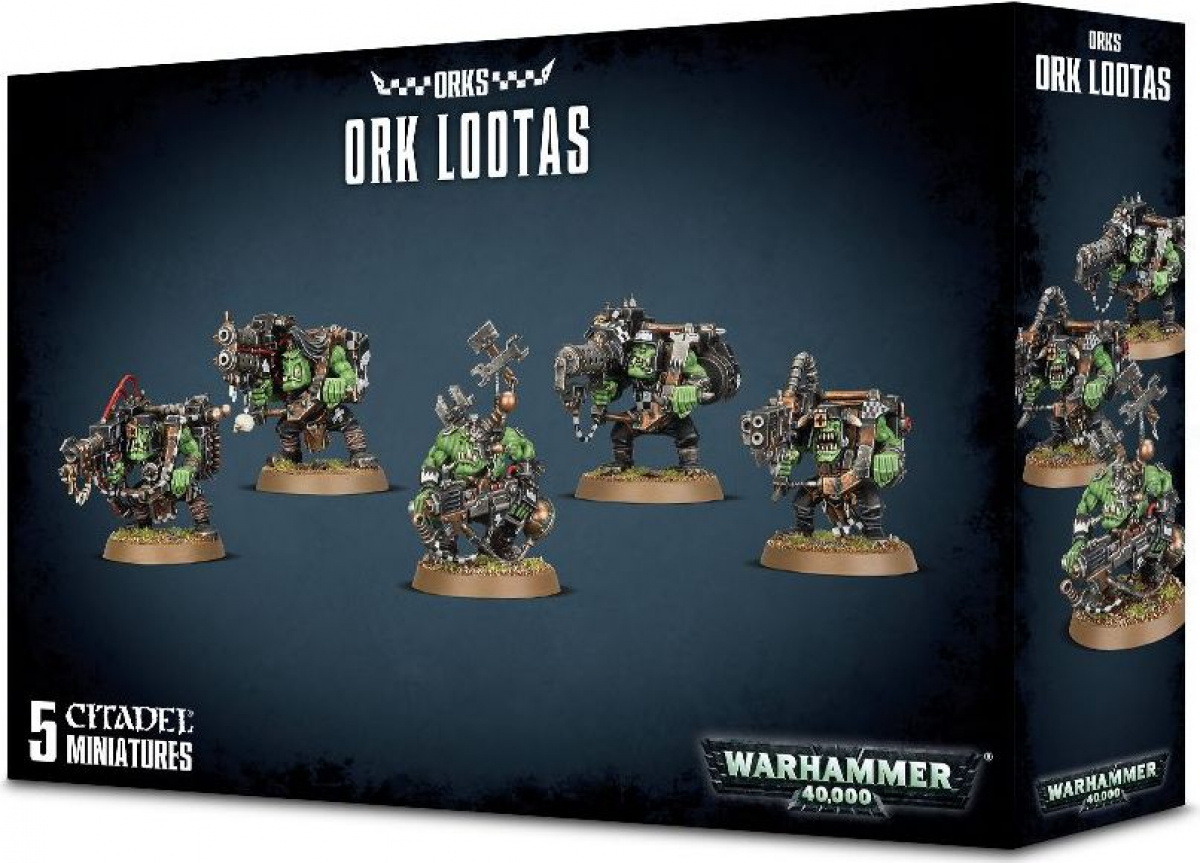 ORKS
ORK LOOTAS
5 CITADEL®
MINIATURES
WARHAMMER®
40,000
ORKS
ORK LOOTAS
WARHAMMER
40,000